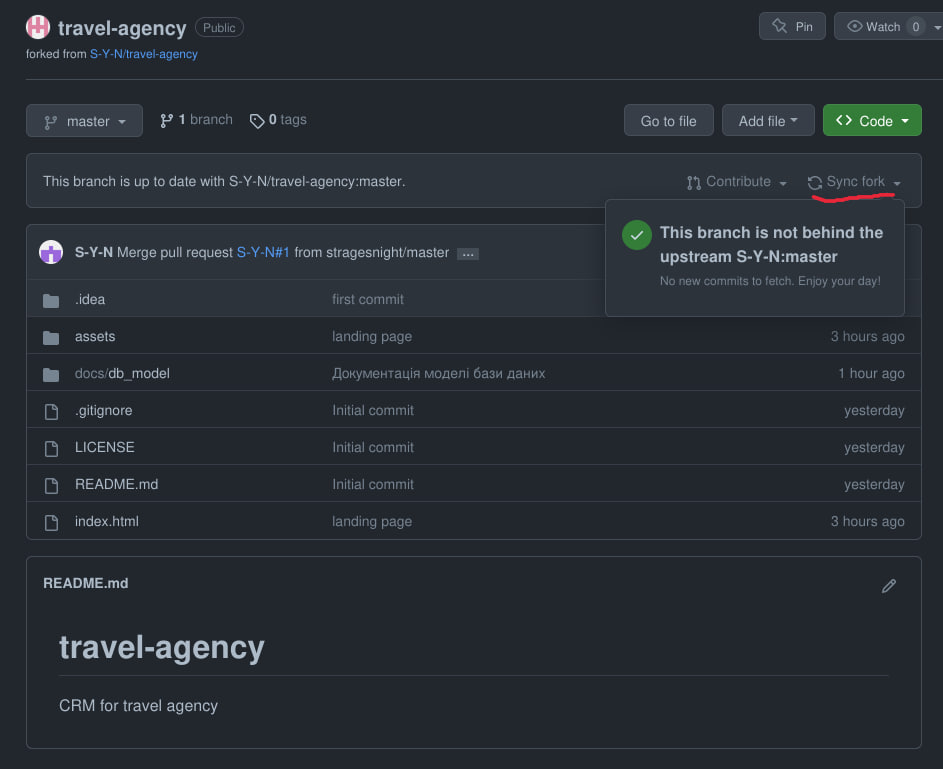 travel-agency Public
Pin
Watch 0
forked from S-Y-N/travel-agency
master
1 branch
0 tags
Go to file
Add file
Code
This branch is up to date with S-Y-N/travel-agency:master.
Contribute
Sync fork
This branch is not behind the
upstream S-Y-N:master
No new commits to fetch. Enjoy your day!
S-Y-N Merge pull request S-Y-N#1 from stragesnight/master ...
.idea first commit
assets landing page 3 hours ago
docs/db_model Документація моделі бази даних 1 hour ago
.gitignore Initial commit yesterday
LICENSE Initial commit yesterday
README.md Initial commit yesterday
index.html landing page 3 hours ago
README.md
travel-agency
CRM for travel agency